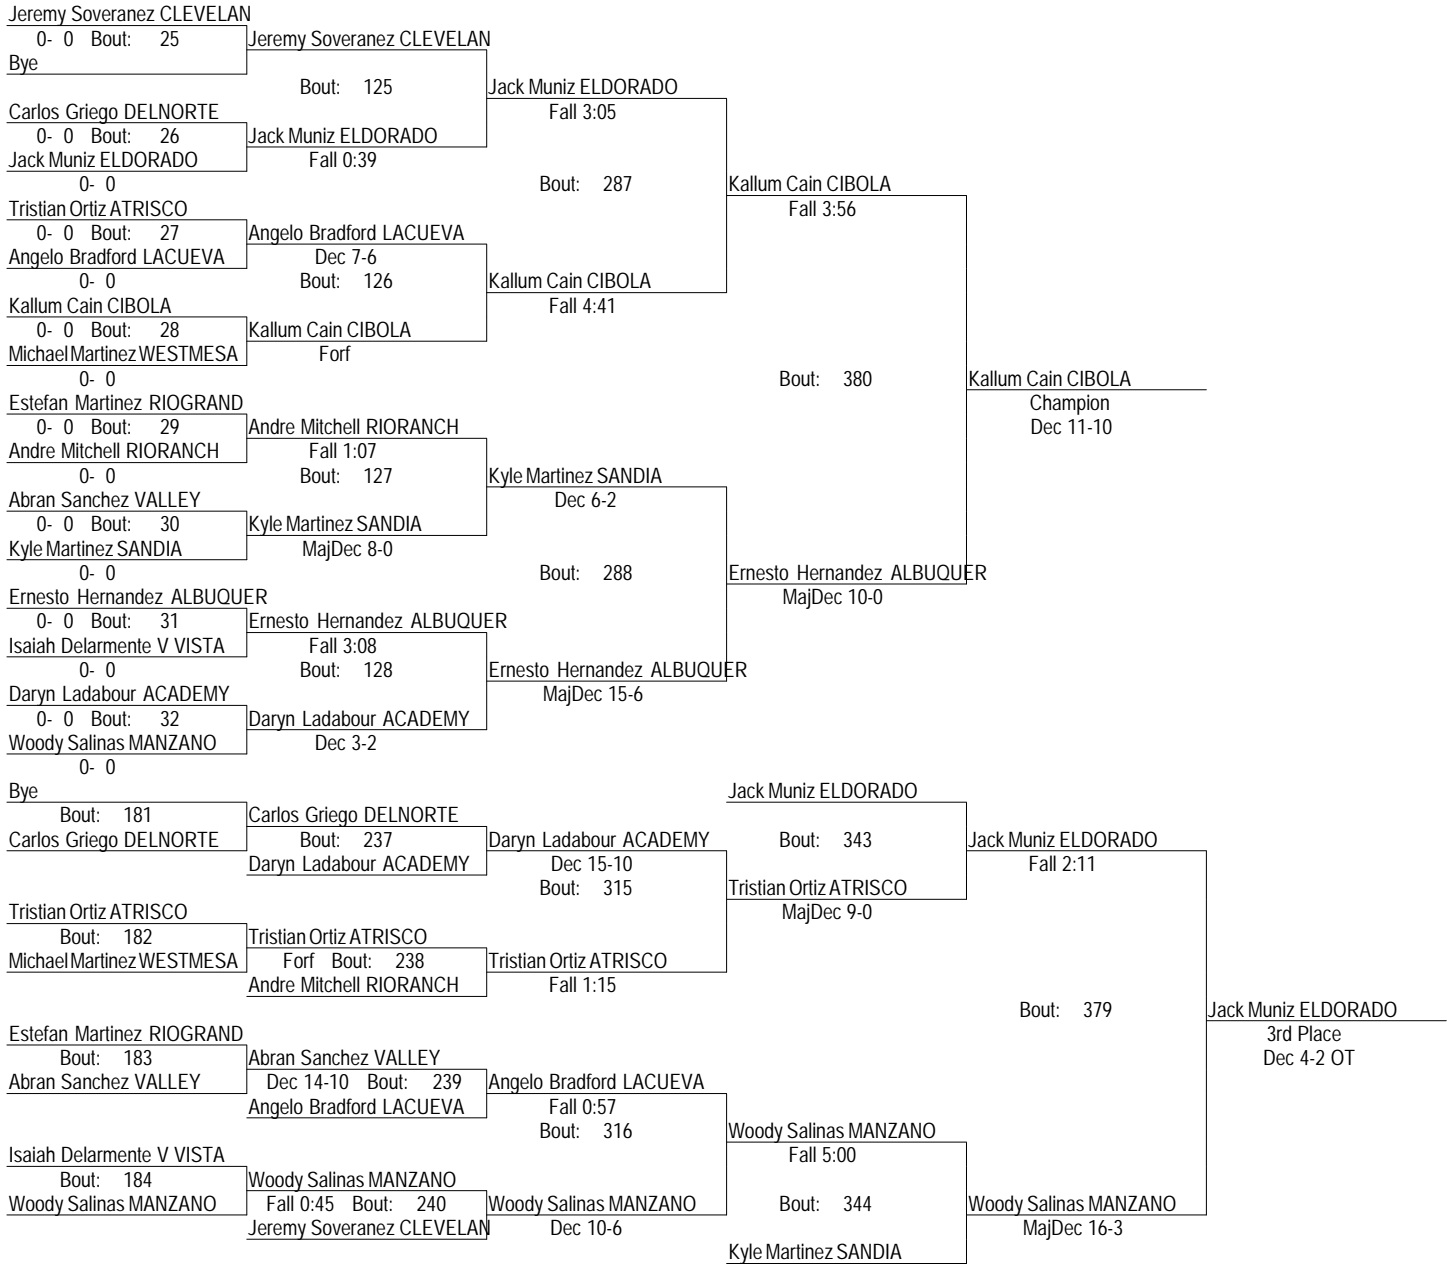 Jeremy Soveranez CLEVELAN
0- 0 Bout: 25
Bye
Jeremy Soveranez CLEVELAN
Bout: 125
Carlos Griego DELNORTE
0- 0 Bout: 26
Jack Muniz ELDORADO
0- 0
Jack Muniz ELDORADO
Fall 0:39
Jack Muniz ELDORADO
Fall 3:05
Bout: 287
Tristian Ortiz ATRISCO
0- 0 Bout: 27
Angelo Bradford LACUEVA
0- 0
Angelo Bradford LACUEVA
Dec 7-6
Bout: 126
Kallum Cain CIBOLA
0- 0 Bout: 28
Michael Martinez WESTMESA
0- 0
Kallum Cain CIBOLA
Forf
Kallum Cain CIBOLA
Fall 4:41
Kallum Cain CIBOLA
Fall 3:56
Bout: 380
Kallum Cain CIBOLA
Champion
Dec 11-10
Estefan Martinez RIOGRAND
0- 0 Bout: 29
Andre Mitchell RIORANCH
0- 0
Andre Mitchell RIORANCH
Fall 1:07
Bout: 127
Abran Sanchez VALLEY
0- 0 Bout: 30
Kyle Martinez SANDIA
0- 0
Kyle Martinez SANDIA
MajDec 8-0
Kyle Martinez SANDIA
Dec 6-2
Bout: 288
Ernesto Hernandez ALBUQUER
MajDec 10-0
Ernesto Hernandez ALBUQUER
0- 0 Bout: 31
Isaiah Delarmente V VISTA
0- 0
Ernesto Hernandez ALBUQUER
Fall 3:08
Bout: 128
Daryn Ladabour ACADEMY
0- 0 Bout: 32
Woody Salinas MANZANO
0- 0
Daryn Ladabour ACADEMY
Dec 3-2
Ernesto Hernandez ALBUQUER
MajDec 15-6
Bye
Bout: 181
Carlos Griego DELNORTE
Carlos Griego DELNORTE
Bout: 237
Daryn Ladabour ACADEMY
Daryn Ladabour ACADEMY
Dec 15-10
Bout: 315
Jack Muniz ELDORADO
Bout: 343
Tristian Ortiz ATRISCO
MajDec 9-0
Jack Muniz ELDORADO
Fall 2:11
Tristian Ortiz ATRISCO
Bout: 182
Michael Martinez WESTMESA
Tristian Ortiz ATRISCO
Forf Bout: 238
Andre Mitchell RIORANCH
Tristian Ortiz ATRISCO
Fall 1:15
Bout: 379
Jack Muniz ELDORADO
3rd Place
Dec 4-2 OT
Estefan Martinez RIOGRAND
Bout: 183
Abran Sanchez VALLEY
Abran Sanchez VALLEY
Dec 14-10 Bout: 239
Angelo Bradford LACUEVA
Angelo Bradford LACUEVA
Fall 0:57
Bout: 316
Woody Salinas MANZANO
Fall 5:00
Bout: 344
Kyle Martinez SANDIA
Isaiah Delarmente V VISTA
Bout: 184
Woody Salinas MANZANO
Woody Salinas MANZANO
Fall 0:45 Bout: 240
Jeremy Soveranez CLEVELAN
Woody Salinas MANZANO
Dec 10-6
Woody Salinas MANZANO
MajDec 16-3